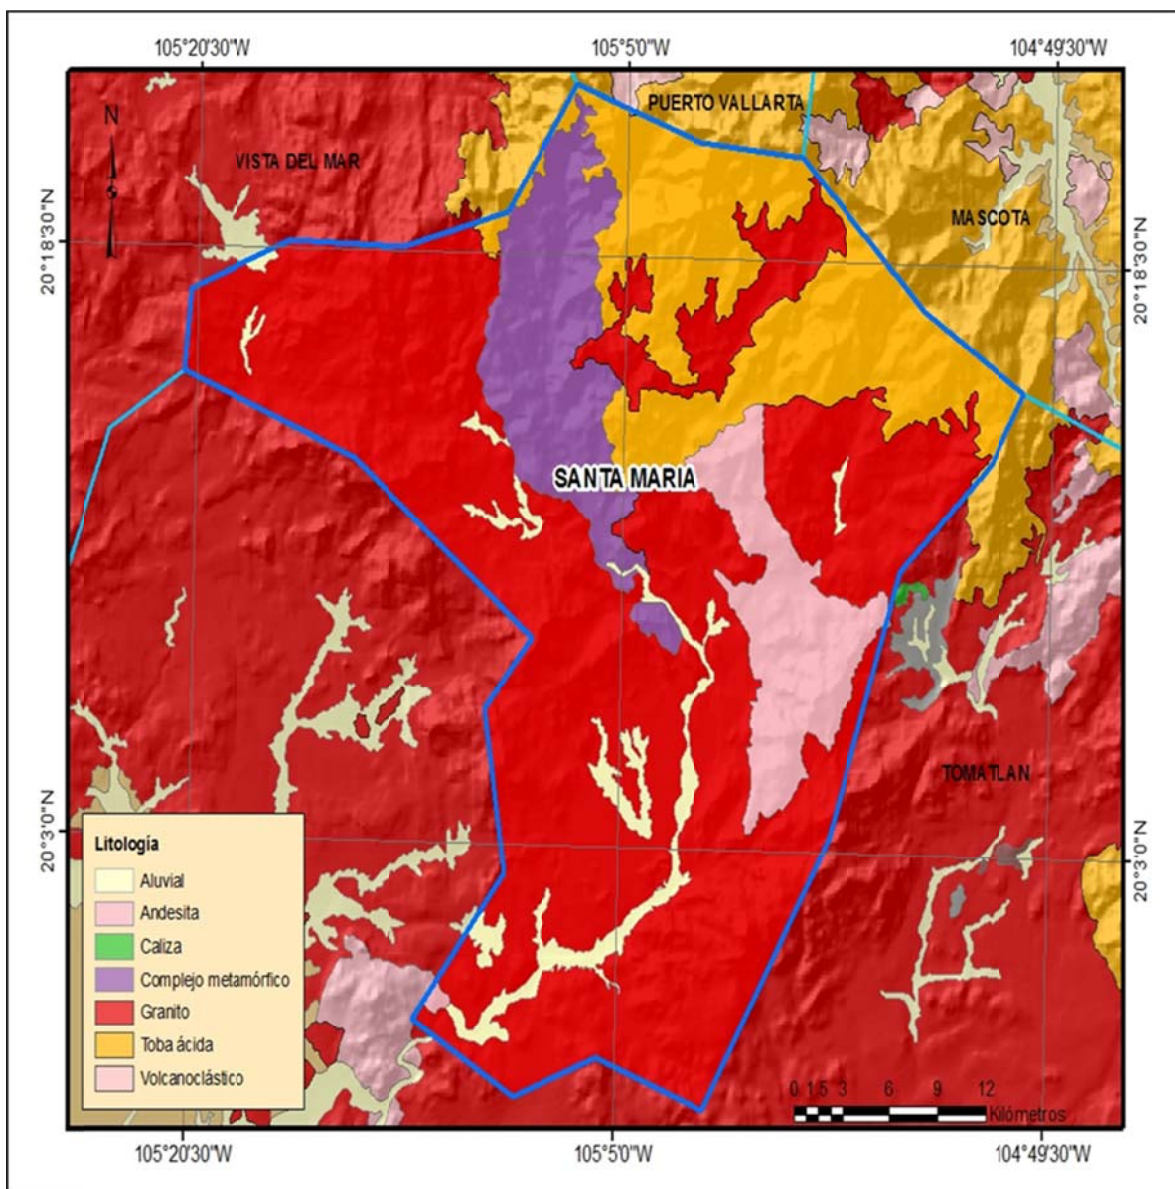 105°20'30"W 105°5'0"W 104°49'30"W
N
PUERTO VALLARTA
VISTA DEL MAR
MASCOTA
20°18'30"N
20°18'30"N
SANTA MARIA
TOMATLAN
20°3'0"N
20°3'0"N
Litología
Aluvial
Andesita
Caliza
Complejo metamórfico
Granito
Toba ácida
Volcanoclástico
0 1.5 3 6 9 12
Kilómetros
105°20'30"W 105°5'0"W 104°49'30"W